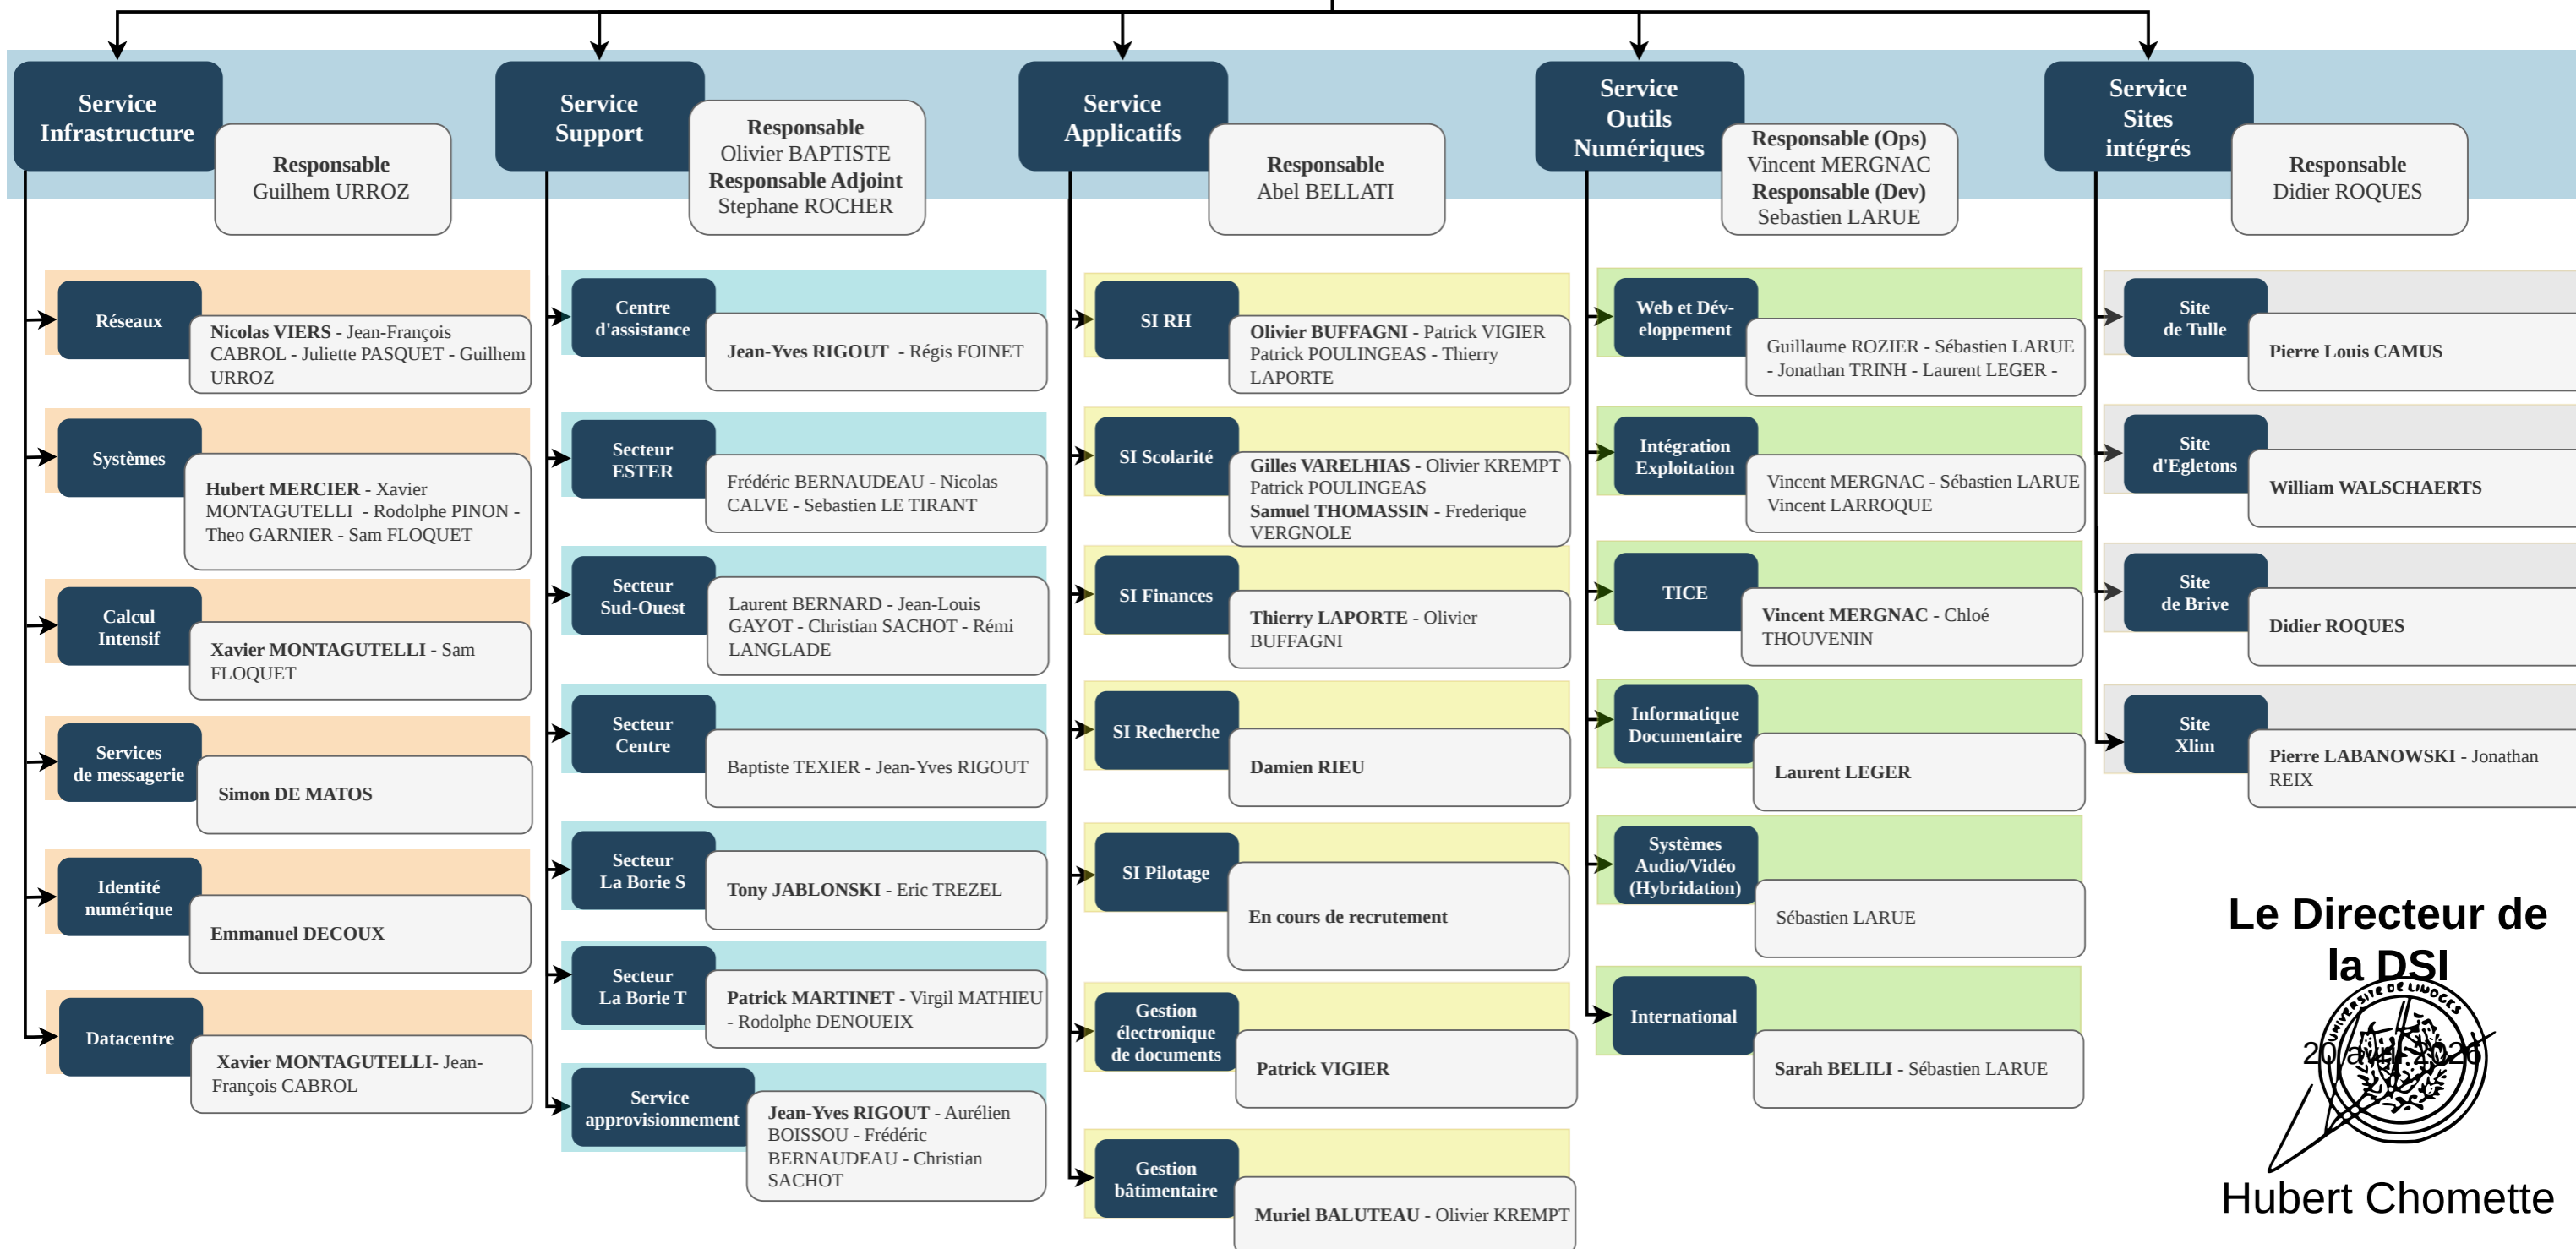 Service
Infrastructure
Responsable
Guilhem URROZ
Réseaux
Nicolas VIERS - Jean-François
CABROL - Juliette PASQUET - Guilhem
URROZ
Systèmes
Hubert MERCIER - Xavier
MONTAGUTELLI - Rodolphe PINON -
Theo GARNIER - Sam FLOQUET
Calcul
Intensif
Xavier MONTAGUTELLI - Sam
FLOQUET
Services
de messagerie
Simon DE MATOS
Identité
numérique
Emmanuel DECOUX
Datacentre
Xavier MONTAGUTELLI- Jean-
François CABROL
Service
Support
Responsable
Olivier BAPTISTE
Responsable Adjoint
Stephane ROCHER
Centre
d'assistance
Jean-Yves RIGOUT - Régis FOINET
Secteur
ESTER
Frédéric BERNAUDEAU - Nicolas
CALVE - Sebastien LE TIRANT
Secteur
Sud-Ouest
Laurent BERNARD - Jean-Louis
GAYOT - Christian SACHOT - Rémi
LANGLADE
Secteur
Centre
Baptiste TEXIER - Jean-Yves RIGOUT
Secteur
La Borie S
Tony JABLONSKI - Eric TREZEL
Secteur
La Borie T
Patrick MARTINET - Virgil MATHIEU
- Rodolphe DENOUEIX
Service
approvisionnement
Jean-Yves RIGOUT - Aurélien
BOISSOU - Frédéric
BERNAUDEAU - Christian
SACHOT
Service
Applicatifs
Responsable
Abel BELLATI
SI RH
Olivier BUFFAGNI - Patrick VIGIER
Patrick POULINGEAS - Thierry
LAPORTE
SI Scolarité
Gilles VARELHIAS - Olivier KREMPT
Patrick POULINGEAS
Samuel THOMASSIN - Frederique
VERGNOLE
SI Finances
Thierry LAPORTE - Olivier
BUFFAGNI
SI Recherche
Damien RIEU
SI Pilotage
En cours de recrutement
Gestion
électronique
de documents
Patrick VIGIER
Gestion
bâtimentaire
Muriel BALUTEAU - Olivier KREMPT
Service
Outils
Numériques
Responsable (Ops)
Vincent MERGNAC
Responsable (Dev)
Sebastien LARUE
Web et Dév-
eloppement
Guillaume ROZIER - Sébastien LARUE
- Jonathan TRINH - Laurent LEGER -
Intégration
Exploitation
Vincent MERGNAC - Sébastien LARUE
Vincent LARROQUE
TICE
Vincent MERGNAC - Chloé
THOUVENIN
Informatique
Documentaire
Laurent LEGER
Systèmes
Audio/Vidéo
(Hybridation)
Sébastien LARUE
International
Sarah BELILI - Sébastien LARUE
Service
Sites
intégrés
Responsable
Didier ROQUES
Site
de Tulle
Pierre Louis CAMUS
Site
d'Egletons
William WALSCHAERTS
Site
de Brive
Didier ROQUES
Site
Xlim
Pierre LABANOWSKI - Jonathan
REIX
Le Directeur de
la DSI
UNIVERSITE DE LIMOGES
20 avril 2026
Hubert Chomette